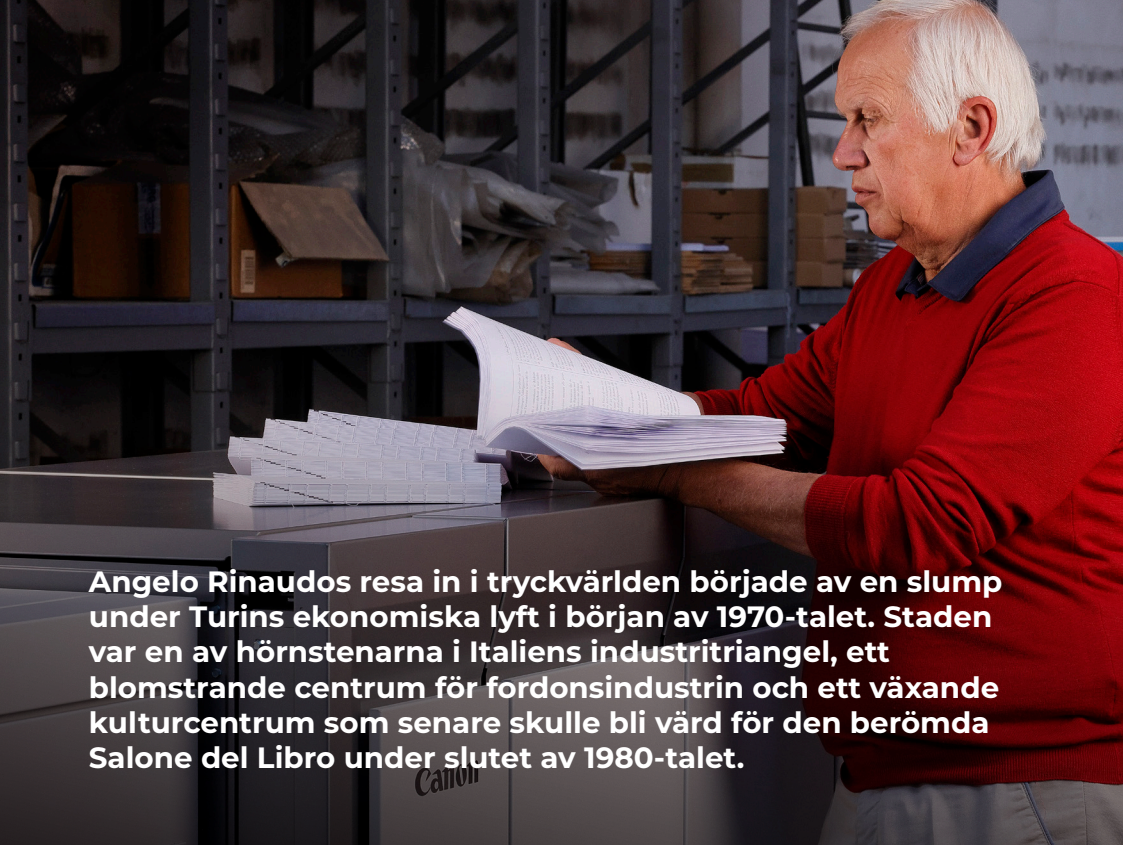 Angelo Rinaudos resa in i tryckvärlden började av en slump
under Turins ekonomiska lyft i början av 1970-talet. Staden
var en av hörnstenarna i Italiens industritriangel, ett
blomstrande centrum för fordonsindustrin och ett växande
kulturcentrum som senare skulle bli värd för den berömda
Salone del Libro under slutet av 1980-talet.
Canon